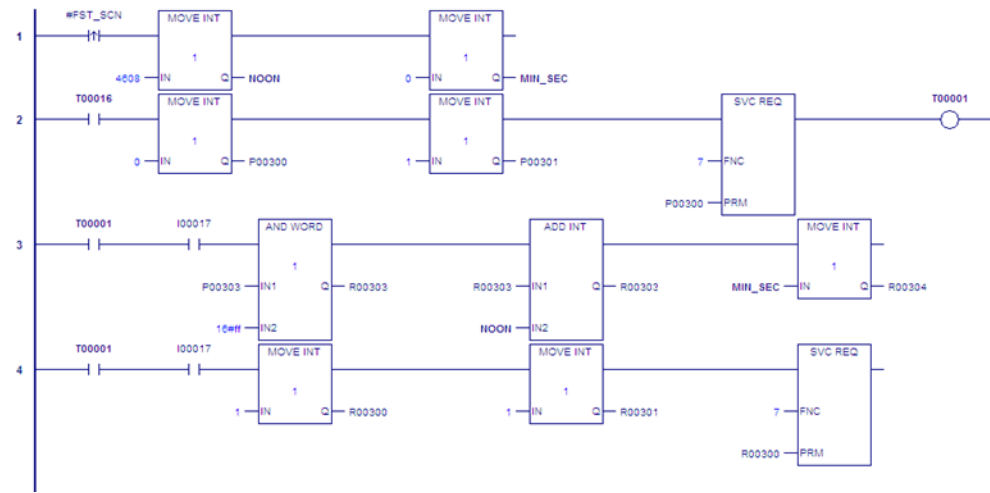 #FST_SCN MOVE INT MOVE INT
1 1 1
4608 IN Q NOON 0 IN Q MIN_SEC
T00016 MOVE INT MOVE INT SVC REQ T00001
2 1 1
0 IN Q P00300 1 IN Q P00301 7 FNC
P00300 PRM
T00001 I00017 AND WORD ADD INT MOVE INT
3 1 1
P00303 IN1 Q R00303 R00303 IN1 Q R00303 MIN_SEC IN Q R00304
16#ff IN2 NOON IN2
T00001 I00017 MOVE INT MOVE INT SVC REQ
4 1 1
1 IN Q R00300 1 IN Q R00301 7 FNC
R00300 PRM